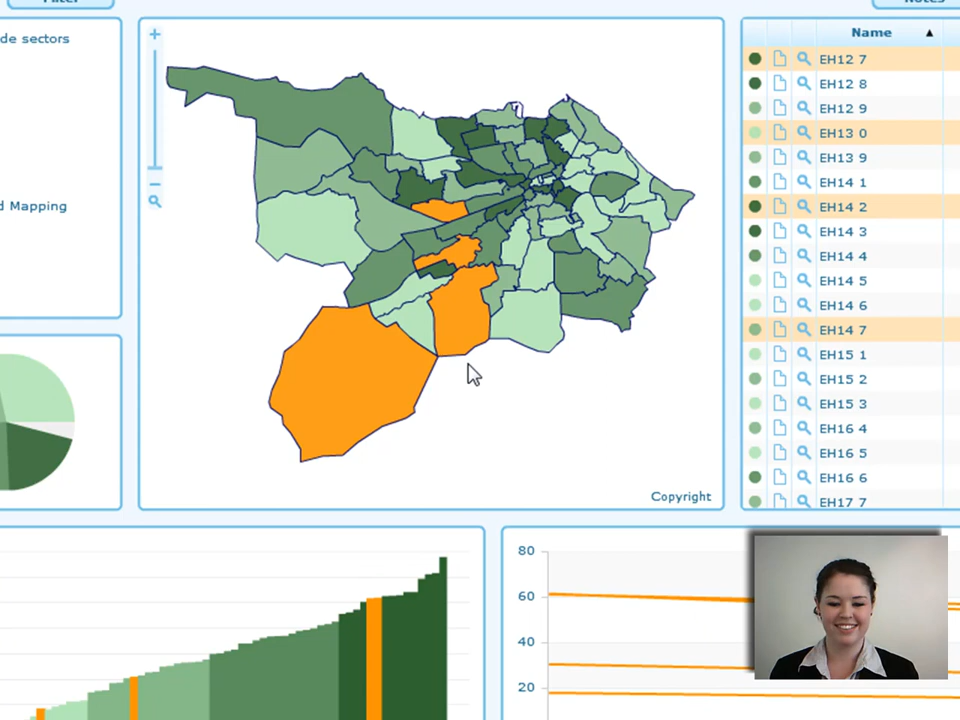 Filter
Notes
de sectors
d Mapping
Copyright
Name
EH12 7
EH12 8
EH12 9
EH13 0
EH13 9
EH14 1
EH14 2
EH14 3
EH14 4
EH14 5
EH14 6
EH14 7
EH15 1
EH15 2
EH15 3
EH16 4
EH16 5
EH16 6
EH17 7
80
60
40
20